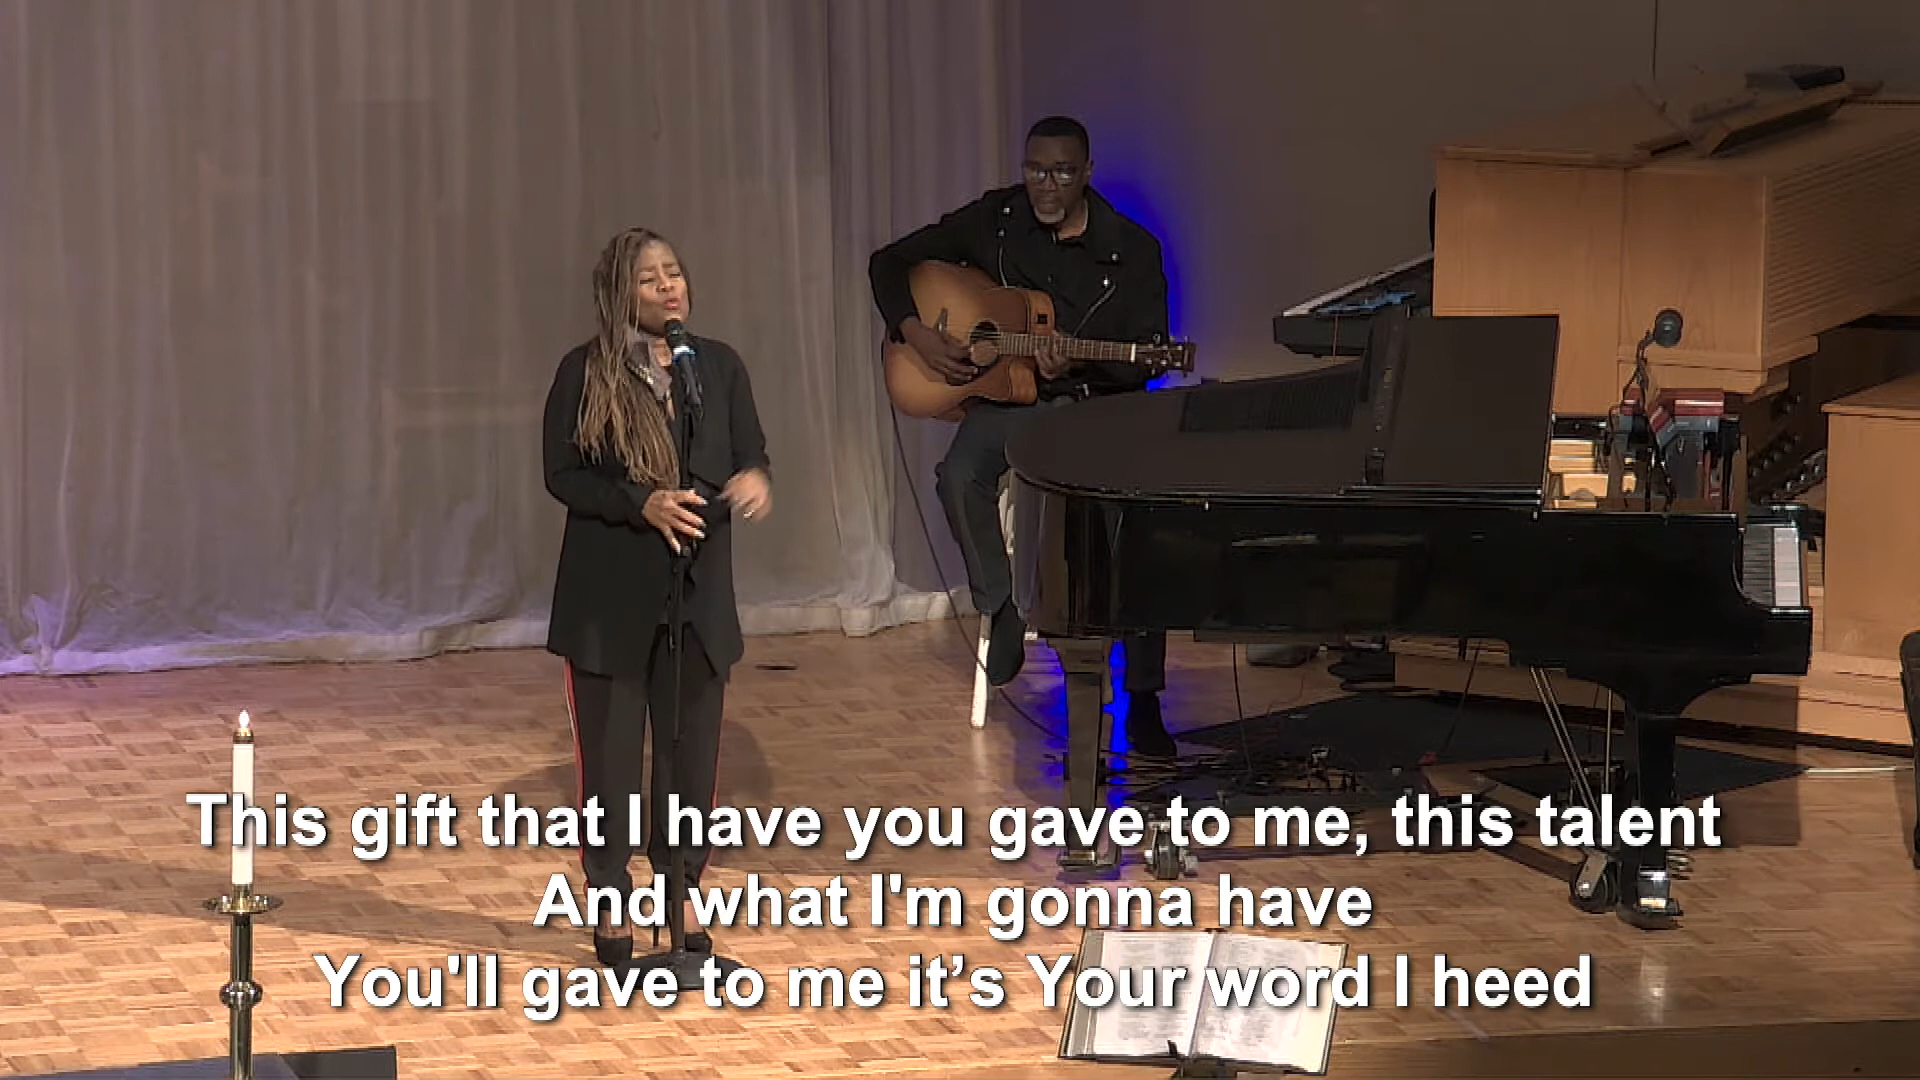 This gift that I have you gave to me, this talent
And what I'm gonna have
You'll gave to me it’s Your word I heed